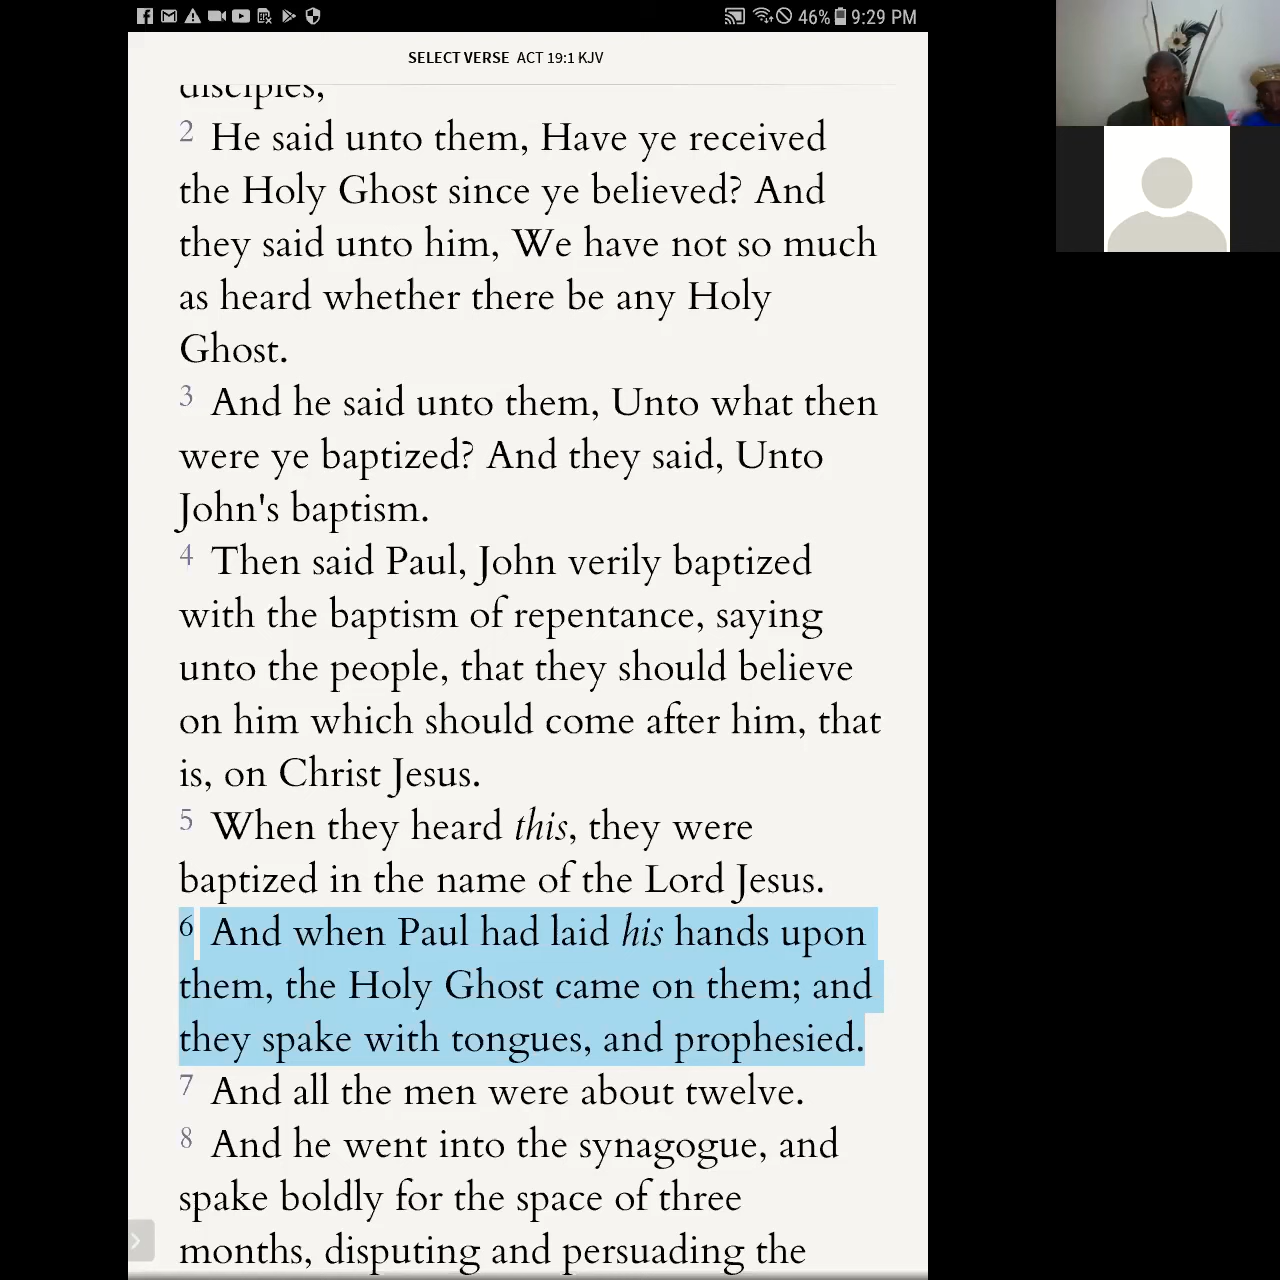 46% 9:29 PM
SELECT VERSE ACT 19:1 KJV
disciples,
2 He said unto them, Have ye received
the Holy Ghost since ye believed? And
they said unto him, We have not so much
as heard whether there be any Holy
Ghost.
3 And he said unto them, Unto what then
were ye baptized? And they said, Unto
John's baptism.
4 Then said Paul, John verily baptized
with the baptism of repentance, saying
unto the people, that they should believe
on him which should come after him, that
is, on Christ Jesus.
5 When they heard this, they were
baptized in the name of the Lord Jesus.
6 And when Paul had laid his hands upon
them, the Holy Ghost came on them; and
they spake with tongues, and prophesied.
7 And all the men were about twelve.
8 And he went into the synagogue, and
spake boldly for the space of three
months, disputing and persuading the